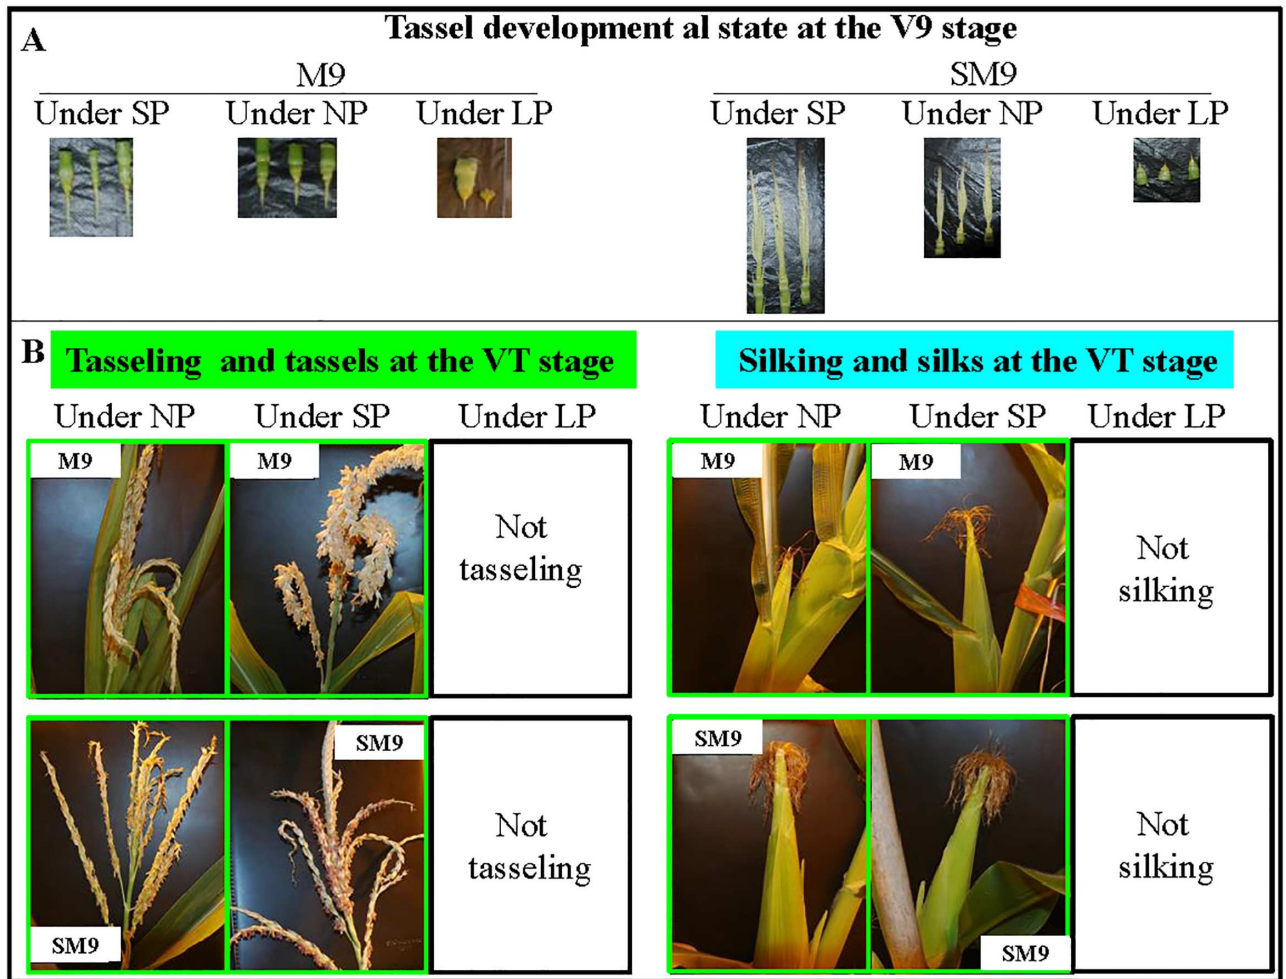 A
Tassel development al state at the V9 stage
M9
SM9
Under SP
Under NP
Under LP
Under SP
Under NP
Under LP
B
Tasseling and tassels at the VT stage
Silking and silks at the VT stage
Under NP
Under SP
Under LP
Under NP
Under SP
Under LP
M9
M9
Not
tasseling
M9
M9
Not
silking
SM9
SM9
Not
tasseling
SM9
SM9
Not
silking